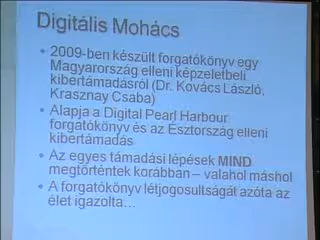 Digitális Mohács
• 2009-ben készült forgatókönyv egy
Magyarország elleni képzeletbeli
kibertámadásról (Dr. Kovács László,
Krasznay Csaba)
• Alapja a Digital Pearl Harbour
forgatókönyv és az Észtország elleni
kibertámadás
• Az egyes támadási lépések MIND
megtörténtek korábban – valahol máshol
• A forgatókönyv létjogosultságát azóta az
élet igazolta…